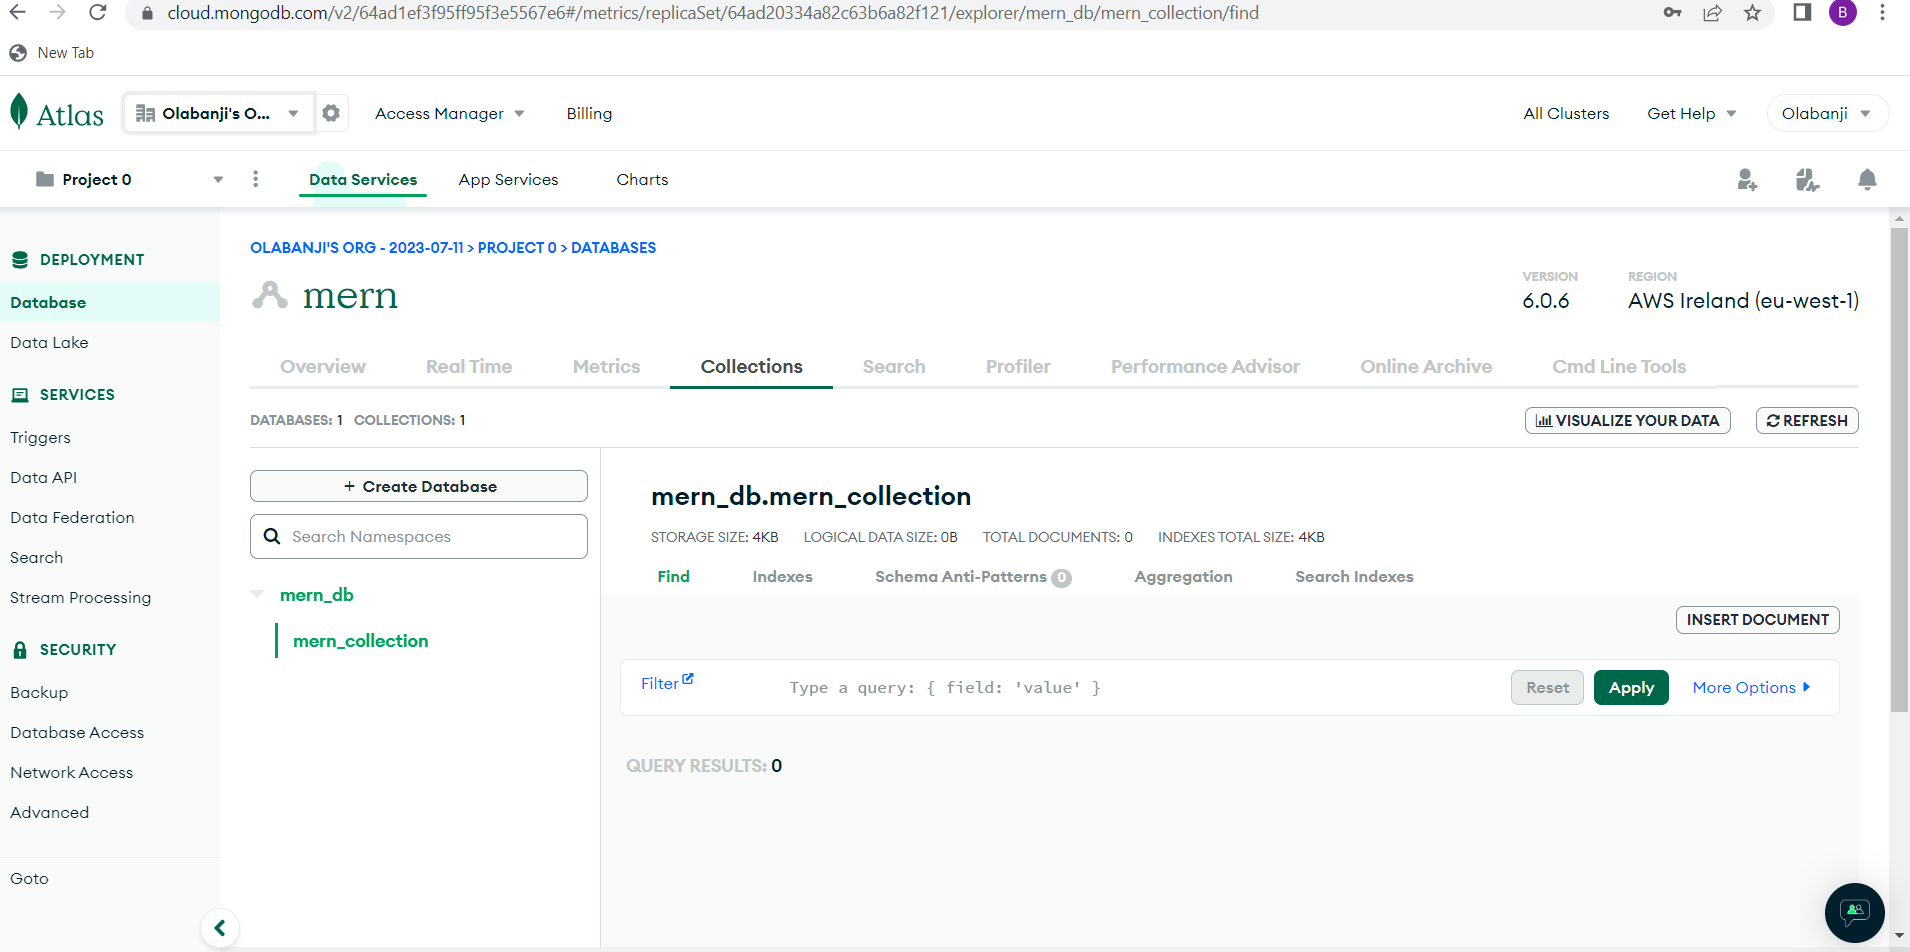 cloud.mongodb.com/v2/64ad1ef3f95ff95f3e5567e6#/metrics/replicaSet/64ad20334a82c63b6a82f121/explorer/mern_db/mern_collection/find
B
New Tab
Atlas
Olabanji's O...
Access Manager
Billing
All Clusters
Get Help
Olabanji
Project 0
Data Services
App Services
Charts
DEPLOYMENT
Database
Data Lake
SERVICES
Triggers
Data API
Data Federation
Search
Stream Processing
SECURITY
Backup
Database Access
Network Access
Advanced
Goto
OLABANJI'S ORG - 2023-07-11 > PROJECT 0 > DATABASES
mern
VERSION
6.0.6
REGION
AWS Ireland (eu-west-1)
Overview
Real Time
Metrics
Collections
Search
Profiler
Performance Advisor
Online Archive
Cmd Line Tools
DATABASES: 1 COLLECTIONS: 1
VISUALIZE YOUR DATA
REFRESH
+ Create Database
Search Namespaces
mern_db
mern_collection
mern_db.mern_collection
STORAGE SIZE: 4KB LOGICAL DATA SIZE: 0B TOTAL DOCUMENTS: 0 INDEXES TOTAL SIZE: 4KB
Find
Indexes
Schema Anti-Patterns 0
Aggregation
Search Indexes
INSERT DOCUMENT
Filter
Type a query: { field: 'value' }
Reset
Apply
More Options
QUERY RESULTS: 0